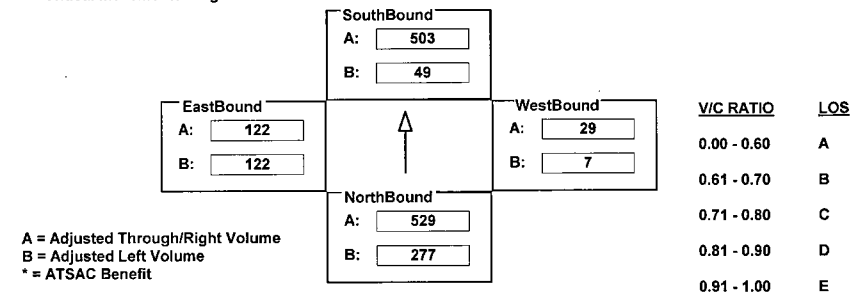 SouthBound
A: 503
B: 49
EastBound
A: 122
B: 122
WestBound
A: 29
B: 7
NorthBound
A: 529
B: 277
A = Adjusted Through/Right Volume
B = Adjusted Left Volume
* = ATSAC Benefit
V/C RATIO LOS
0.00 - 0.60 A
0.61 - 0.70 B
0.71 - 0.80 C
0.81 - 0.90 D
0.91 - 1.00 E